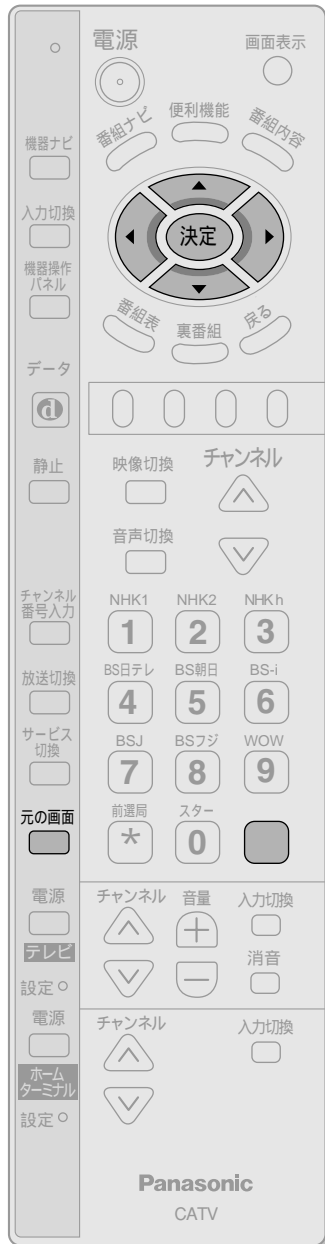 電源
画面表示
番組ナビ
便利機能
番組内容
機器ナビ
入力切換
決定
機器操作
パネル
番組表
裏番組
戻る
データ
d
静止
映像切換
チャンネル
音声切換
チャンネル
番号入力
NHK1 NHK2 NHKh
1 2 3
放送切換
BS日テレ BS朝日 BS-i
4 5 6
サービス
切換
BSJ BSフジ WOW
7 8 9
元の画面
前選局 スター
* 0
電源
テレビ
設定
チャンネル 音量 入力切換
+
消音
−
電源
ホーム
ターミナル
設定
チャンネル 入力切換
Panasonic
CATV